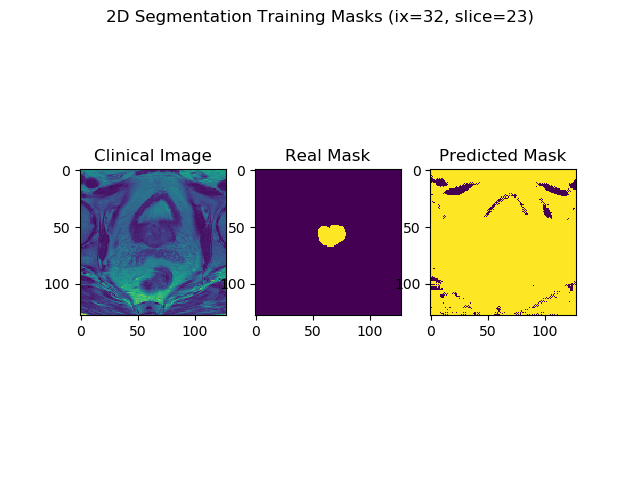 2D Segmentation Training Masks (ix=32, slice=23)
Clinical Image Real Mask Predicted Mask
0 0 0
50 50 50
100 100 100
0 50 100 0 50 100 0 50 100